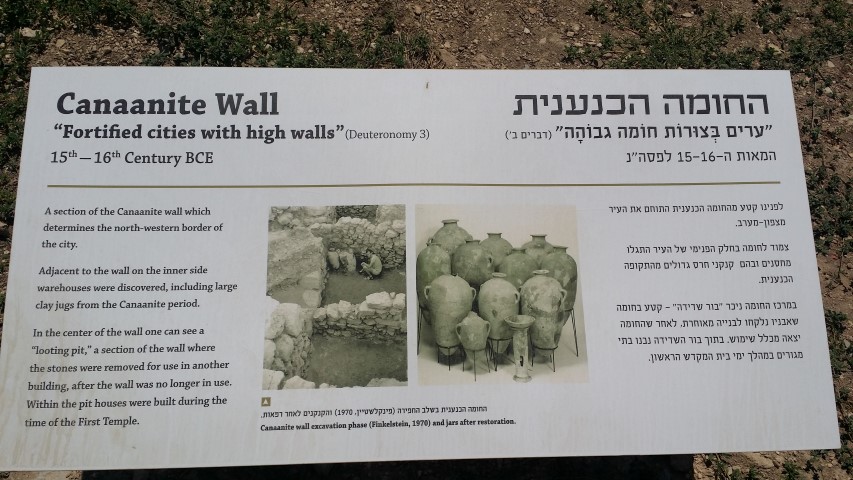 Canaanite Wall
"Fortified cities with high walls" (Deuteronomy 3)
15th — 16th Century BCE
A section of the Canaanite wall which
determines the north-western border of
the city.
Adjacent to the wall on the inner side
warehouses were discovered, including large
clay jugs from the Canaanite period.
In the center of the wall one can see a
"looting pit," a section of the wall where
the stones were removed for use in another
building, after the wall was no longer in use.
Within the pit houses were built during the
time of the First Temple.
החומה הכנענית
"ערים בְּצוּרוֹת חוֹמה גבוֹהָה" (דברים ב')
המאות ה-15-16 לפסה"נ
לפנינו קטע מהחומה הכנענית התוחם את העיר
מצפון-מערב.
צמוד לחומה בחלק הפנימי של העיר התגלו
מחסנים ובהם קנקני חרס גדולים מהתקופה
הכנענית.
במרכז החומה ניכר "בור שדידה" - קטע בחומה
שאבניו נלקחו לבנייה מאוחרת. לאחר שהחומה
יצאה מכלל שימוש. בתוך בור השדידה נבנו בתי
מגורים במהלך ימי בית המקדש הראשון.
החומה הכנענית בשלב החפירה (פינקלשטיין, 1970) והקנקנים לאחר רפאות.
Canaanite wall excavation phase (Finkelstein, 1970) and jars after restoration.